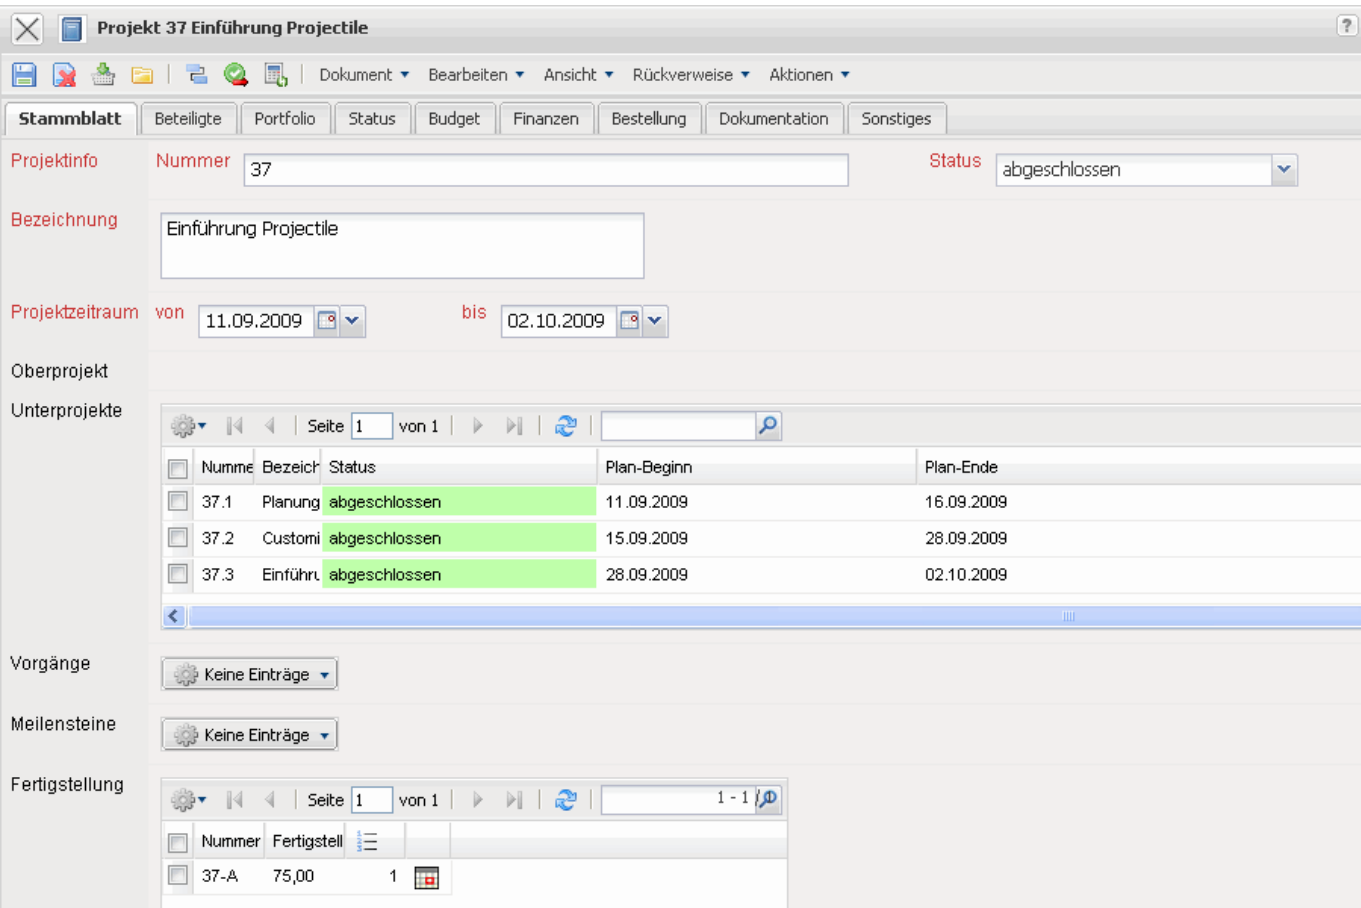 Projekt 37 Einführung Projectile ?
Dokument Bearbeiten Ansicht Rückverweise Aktionen
Stammblatt Beteiligte Portfolio Status Budget Finanzen Bestellung Dokumentation Sonstiges
Projektinfo Nummer 37 Status abgeschlossen
Bezeichnung Einführung Projectile
Projektzeitraum von 11.09.2009 bis 02.10.2009
Oberprojekt
Unterprojekte
Seite 1 von 1
Numme Bezeich Status Plan-Beginn Plan-Ende
37.1 Planung abgeschlossen 11.09.2009 16.09.2009
37.2 Customi abgeschlossen 15.09.2009 28.09.2009
37.3 Einführu abgeschlossen 28.09.2009 02.10.2009
Vorgänge Keine Einträge
Meilensteine Keine Einträge
Fertigstellung
Seite 1 von 1 1 - 1 /
Nummer Fertigstell
37-A 75,00 1